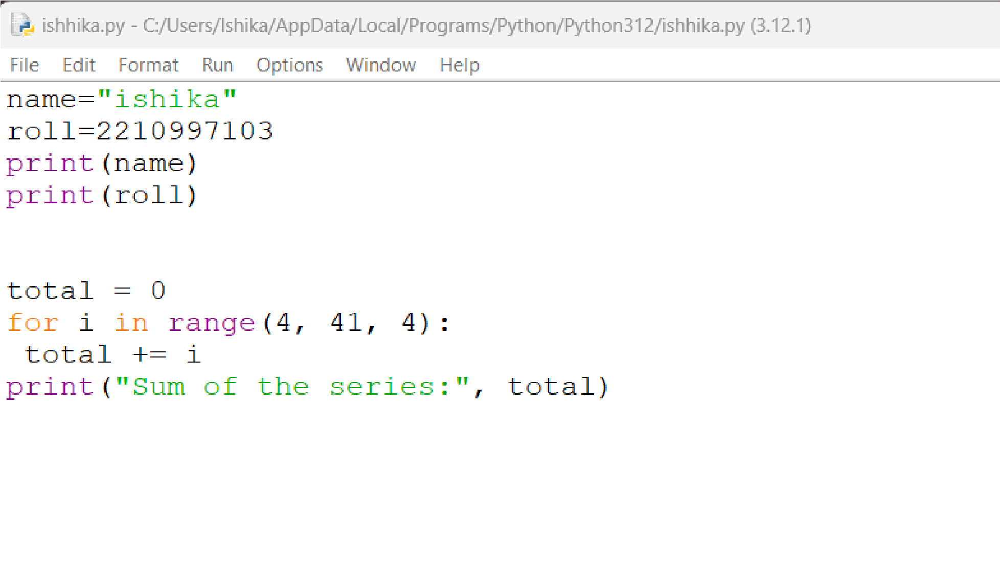 ishhika.py - C:/Users/Ishika/AppData/Local/Programs/Python/Python312/ishhika.py (3.12.1)
File Edit Format Run Options Window Help
name="ishika"
roll=2210997103
print(name)
print(roll)
total = 0
for i in range(4, 41, 4):
 total += i
print("Sum of the series:", total)